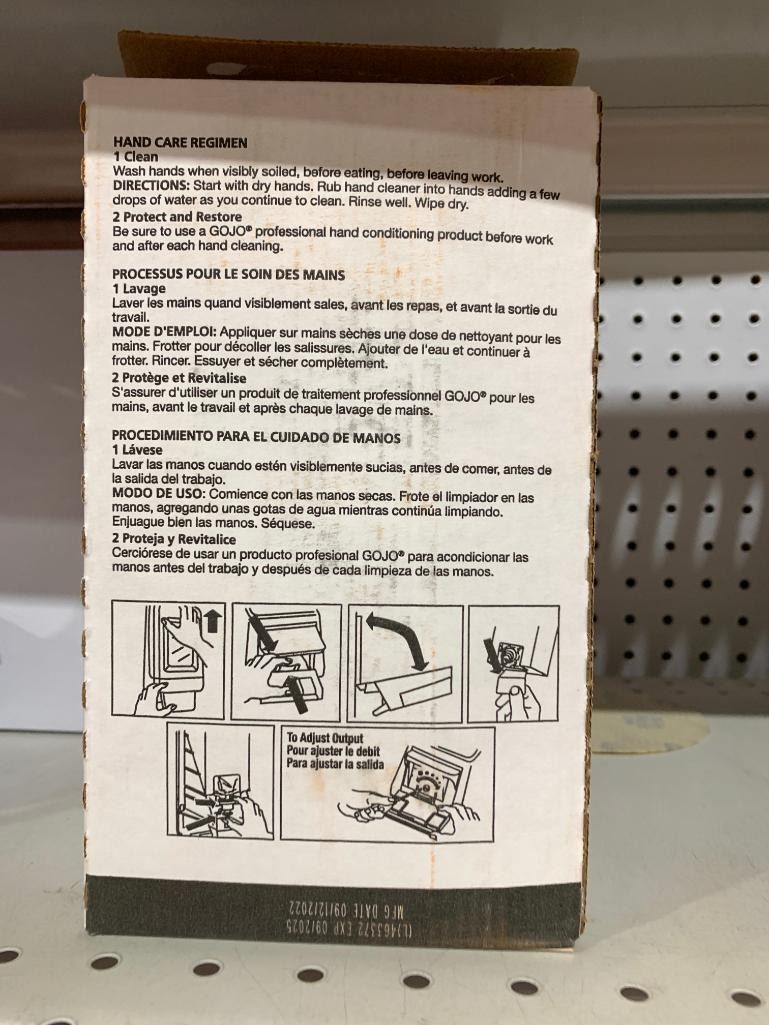 HAND CARE REGIMEN
1 Clean
Wash hands when visibly soiled, before eating, before leaving work.
DIRECTIONS: Start with dry hands. Rub hand cleaner into hands adding a few
drops of water as you continue to clean. Rinse well. Wipe dry.
2 Protect and Restore
Be sure to use a GOJO® professional hand conditioning product before work
and after each hand cleaning.
PROCESSUS POUR LE SOIN DES MAINS
1 Lavage
Laver les mains quand visiblement sales, avant les repas, et avant la sortie du
travail.
MODE D'EMPLOI: Appliquer sur mains sèches une dose de nettoyant pour les
mains. Frotter pour décoller les salissures. Ajouter de l'eau et continuer à
frotter. Rincer. Essuyer et sécher complètement.
2 Protège et Revitalise
S'assurer d'utiliser un produit de traitement professionnel GOJO® pour les
mains, avant le travail et après chaque lavage de mains.
PROCEDIMIENTO PARA EL CUIDADO DE MANOS
1 Lávese
Lavar las manos cuando estén visiblemente sucias, antes de comer, antes de
la salida del trabajo.
MODO DE USO: Comience con las manos secas. Frote el limpiador en las
manos, agregando unas gotas de agua mientras continúa limpiando.
Enjuague bien las manos. Séquese.
2 Proteja y Revitalice
Cerciórese de usar un producto profesional GOJO® para acondicionar las
manos antes del trabajo y después de cada limpieza de las manos.
To Adjust Output
Pour ajuster le debit
Para ajustar la salida
(L)463372 EXP 09/2025
MFG DATE 09/12/2022